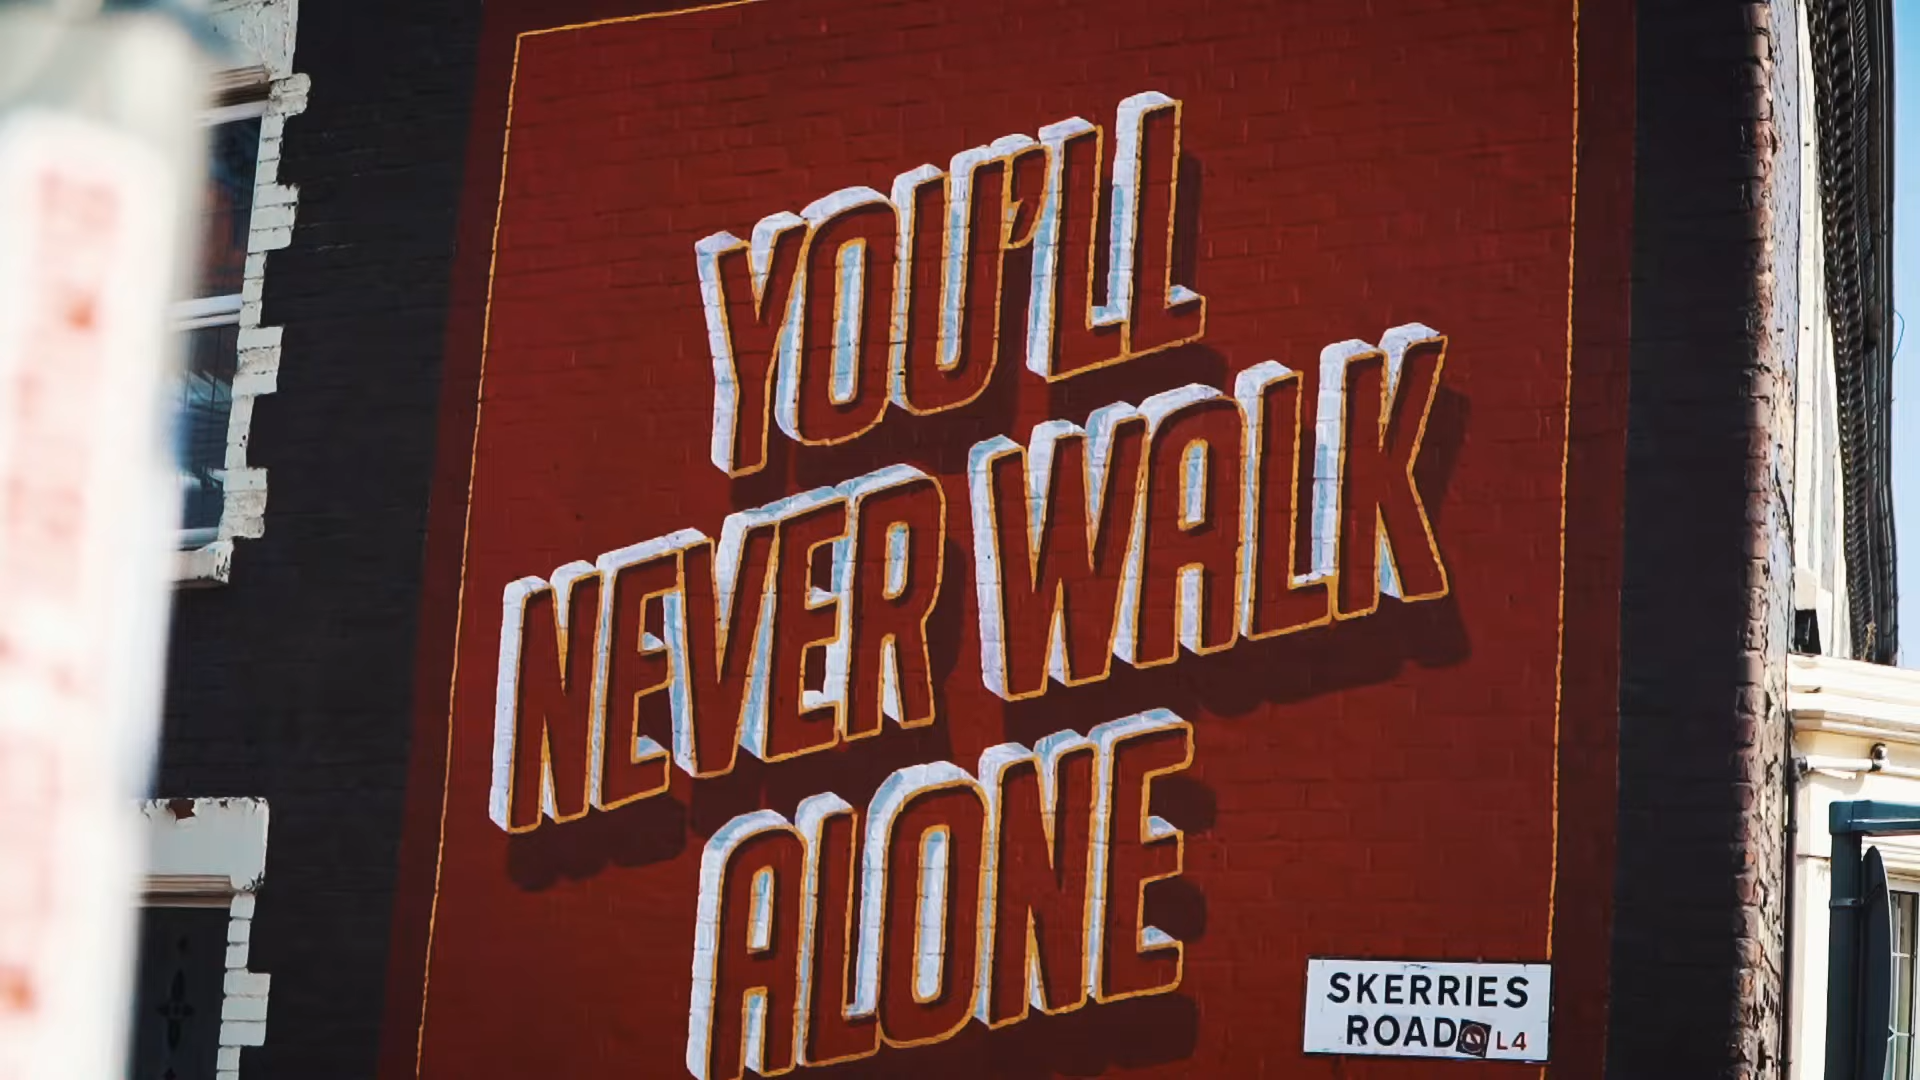 YOU'LL
NEVER WALK
ALONE
SKERRIES
ROAD L4